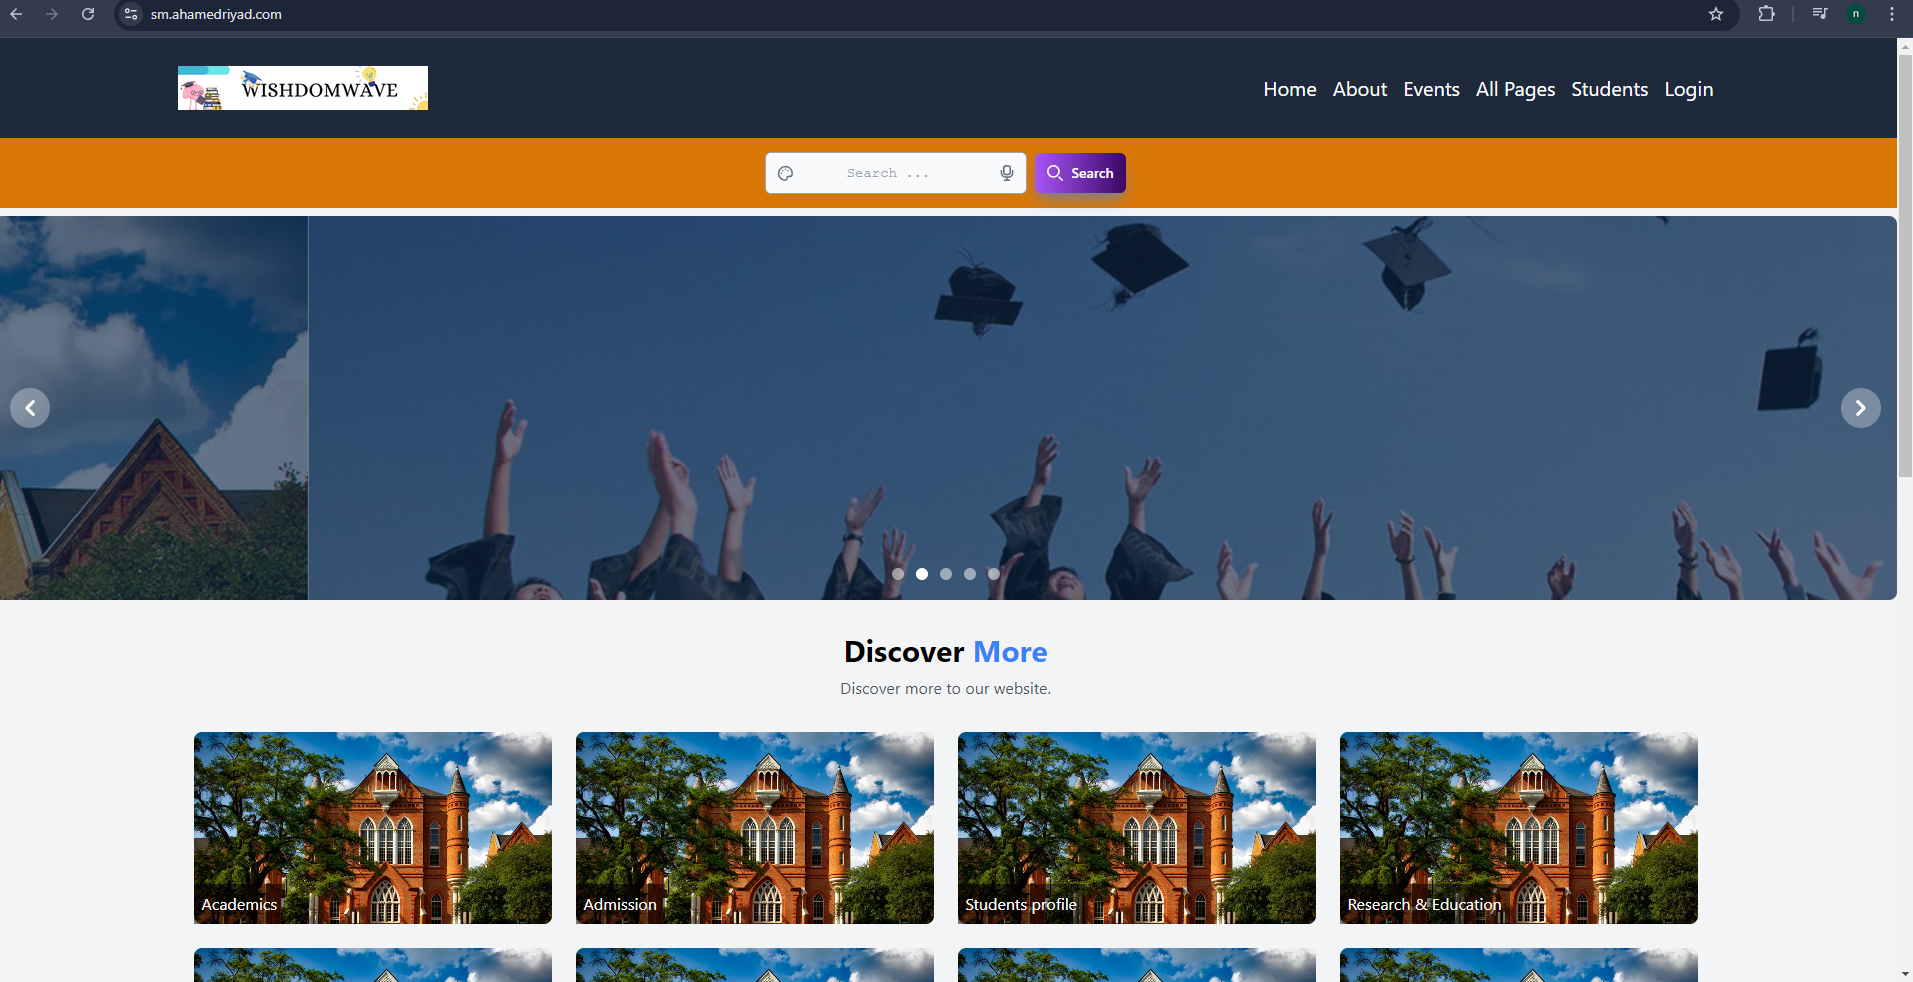 sm.ahamedriyad.com
n
WISHDOMWAVE
Home About Events All Pages Students Login
Search ...
Search
Discover More
Discover more to our website.
Academics
Admission
Students profile
Research & Education